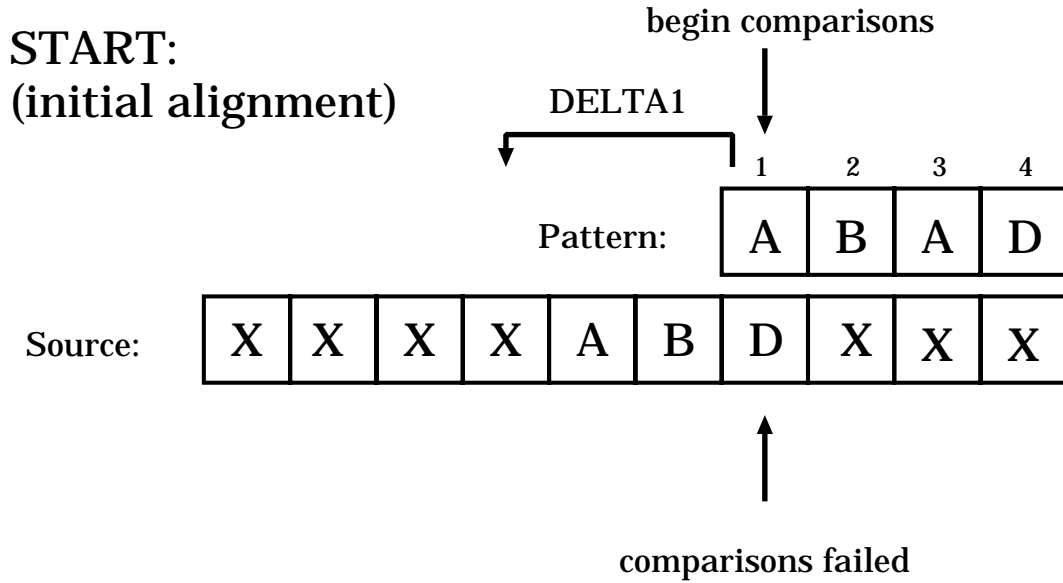 begin comparisons
START:
(initial alignment)
DELTA1
1 2 3 4
Pattern: A B A D
Source: X X X X A B D X X X
comparisons failed